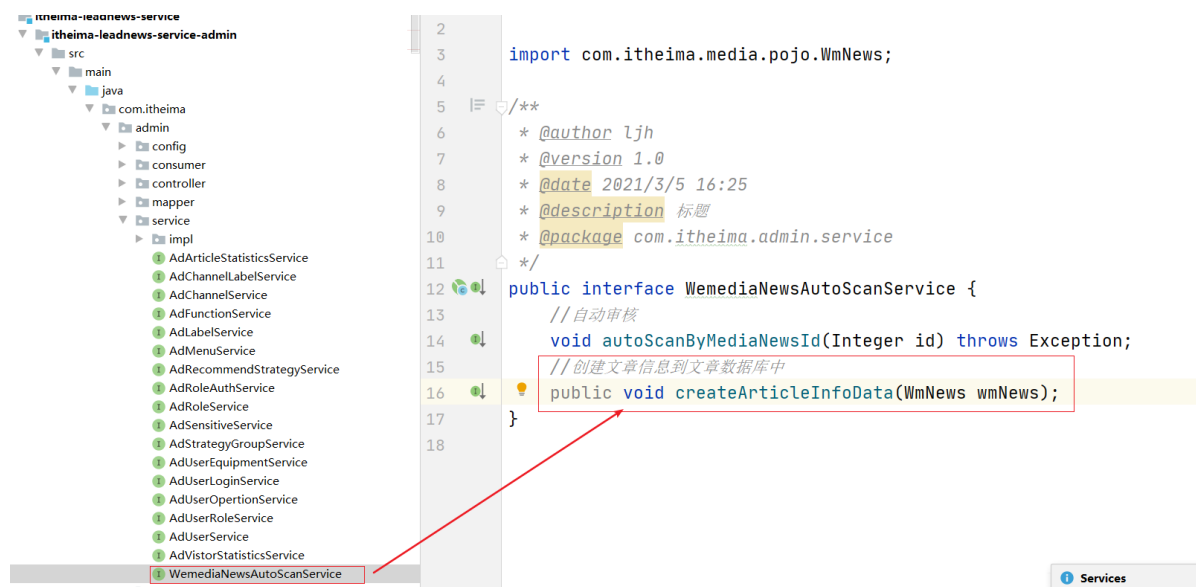 itheima-leadnews-service
itheima-leadnews-service-admin
src
main
java
com.itheima
admin
config
consumer
controller
mapper
service
impl
AdArticleStatisticsService
AdChannelLabelService
AdChannelService
AdFunctionService
AdLabelService
AdMenuService
AdRecommendStrategyService
AdRoleAuthService
AdRoleService
AdSensitiveService
AdStrategyGroupService
AdUserEquipmentService
AdUserLoginService
AdUserOpertionService
AdUserRoleService
AdUserService
AdVistorStatisticsService
WemediaNewsAutoScanService
2
3 import com.itheima.media.pojo.WmNews;
4
5 /**
6 * @author ljh
7 * @version 1.0
8 * @date 2021/3/5 16:25
9 * @description 标题
10 * @package com.itheima.admin.service
11 */
12 public interface WemediaNewsAutoScanService {
13 //自动审核
14 void autoScanByMediaNewsId(Integer id) throws Exception;
15 //创建文章信息到文章数据库中
16 public void createArticleInfoData(WmNews wmNews);
17 }
18
Services